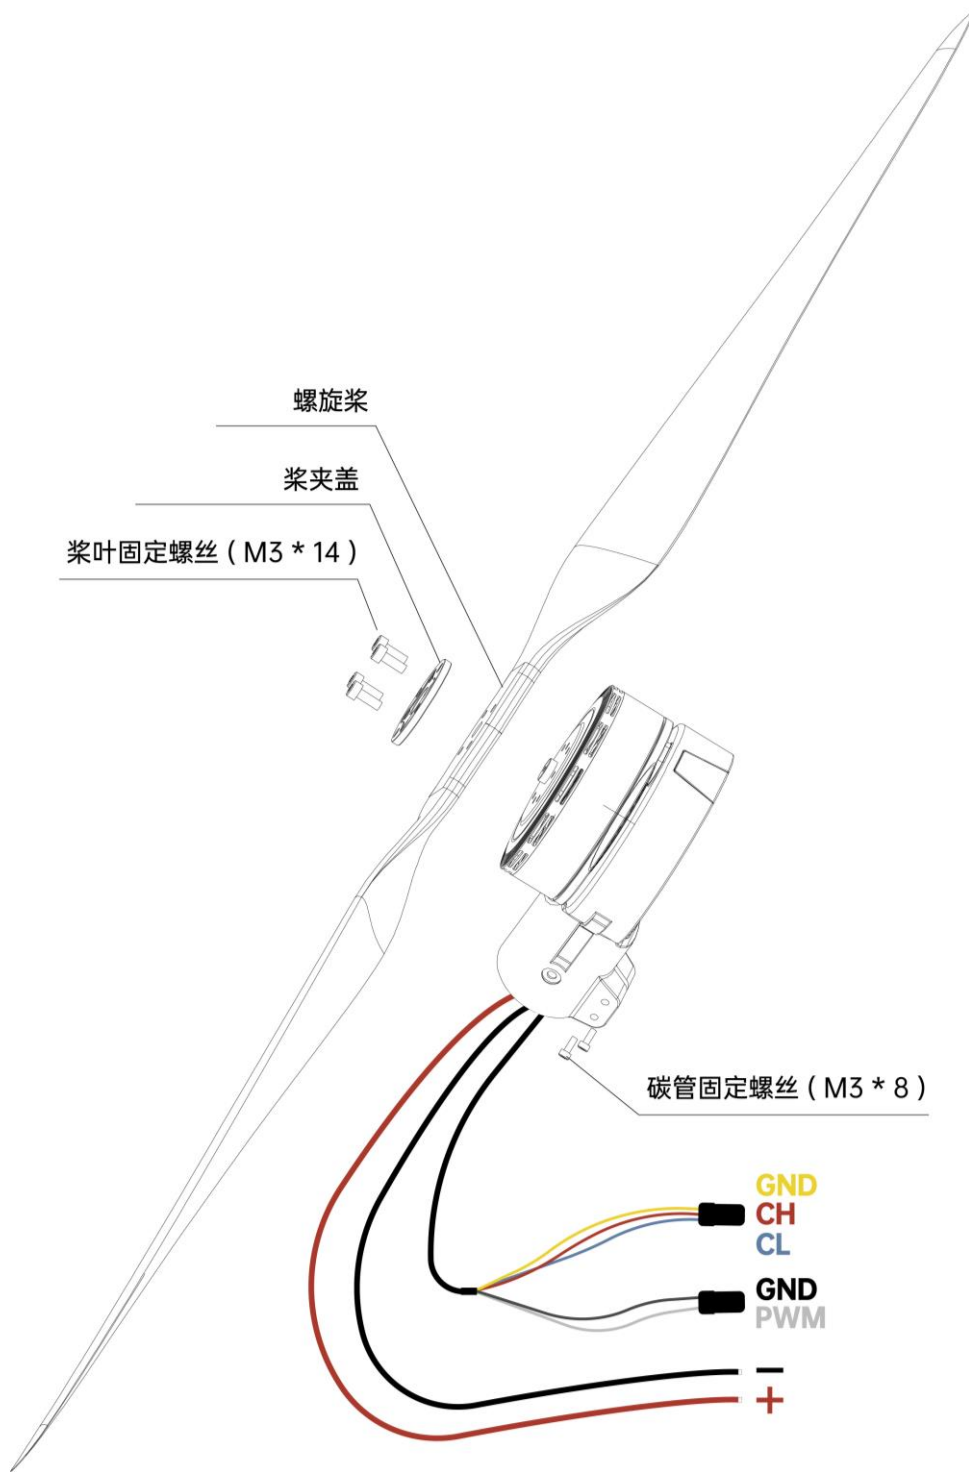 螺旋桨
桨夹盖
桨叶固定螺丝 ( M3 * 14 )
碳管固定螺丝 ( M3 * 8 )
GND
CH
CL
GND
PWM
−
+